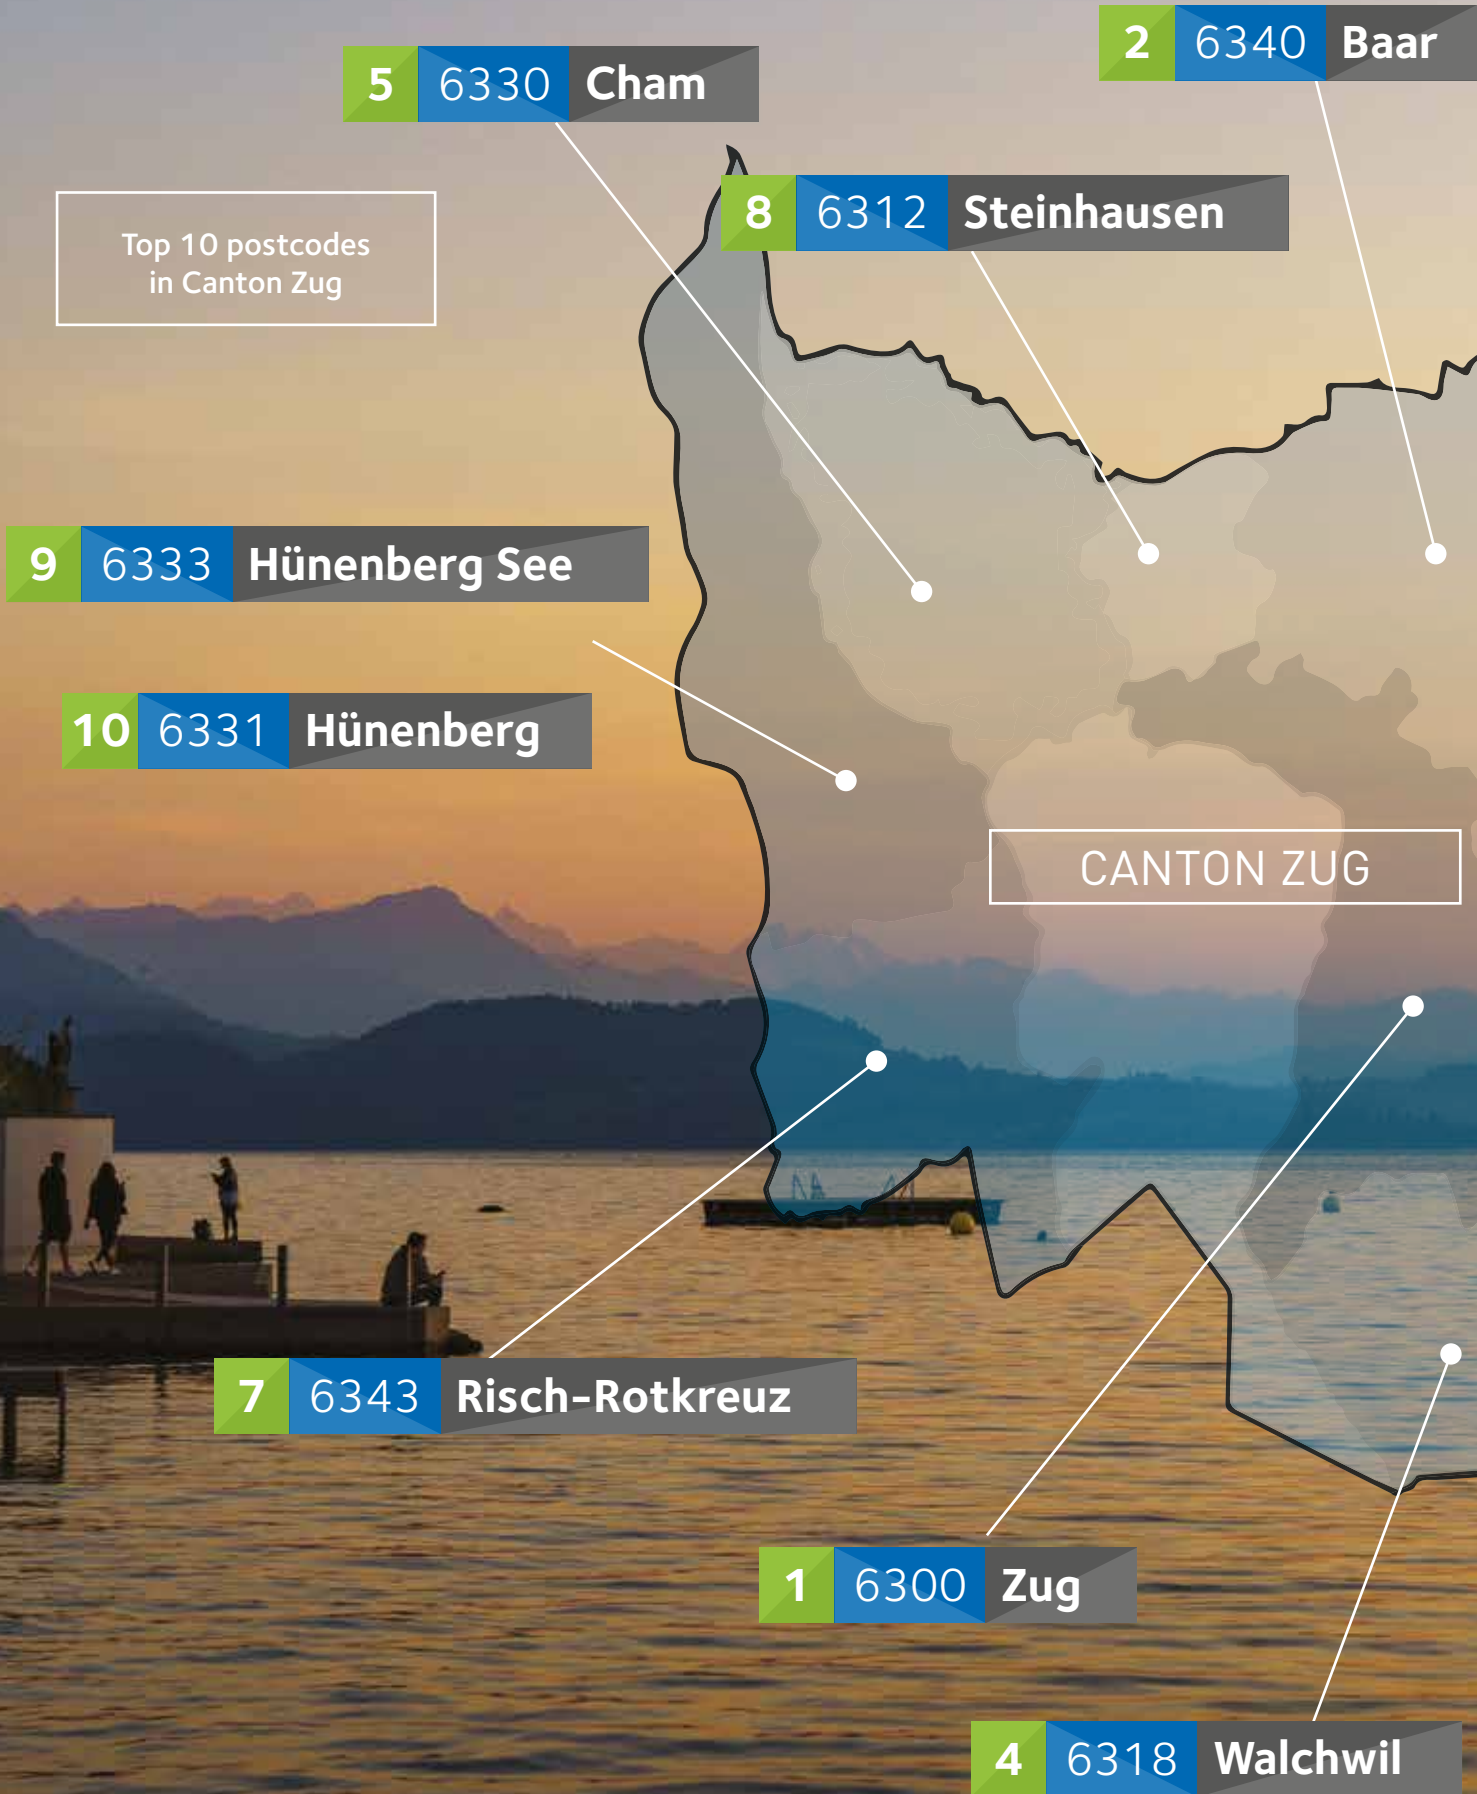 2 6340 Baar
5 6330 Cham
8 6312 Steinhausen
Top 10 postcodes
in Canton Zug
9 6333 Hünenberg See
10 6331 Hünenberg
CANTON ZUG
7 6343 Risch-Rotkreuz
1 6300 Zug
4 6318 Walchwil